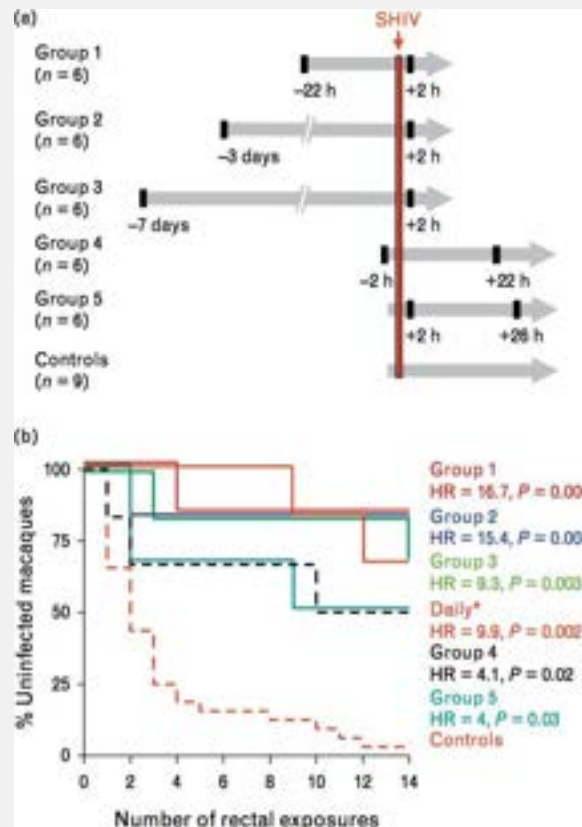 (a)
SHIV
Group 1
(n = 6)
−22 h
+2 h
Group 2
(n = 6)
−3 days
+2 h
Group 3
(n = 6)
−7 days
+2 h
Group 4
(n = 6)
−2 h
+22 h
Group 5
(n = 6)
+2 h
+26 h
Controls
(n = 9)
(b)
% Uninfected macaques
100
75
50
25
0
0 2 4 6 8 10 12 14
Number of rectal exposures
Group 1
HR = 16.7, P = 0.00
Group 2
HR = 15.4, P = 0.00
Group 3
HR = 9.3, P = 0.003
Daily*
HR = 9.9, P = 0.002
Group 4
HR = 4.1, P = 0.02
Group 5
HR = 4, P = 0.03
Controls